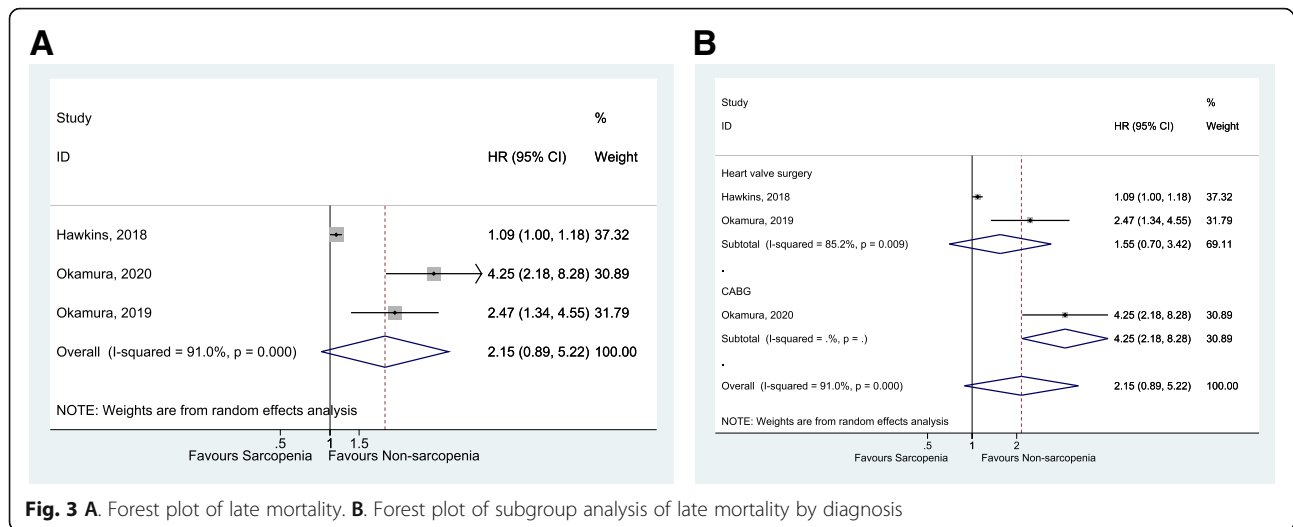 A
Study %
ID HR (95% CI) Weight
Hawkins, 2018 1.09 (1.00, 1.18) 37.32
Okamura, 2020 4.25 (2.18, 8.28) 30.89
Okamura, 2019 2.47 (1.34, 4.55) 31.79
Overall (I-squared = 91.0%, p = 0.000) 2.15 (0.89, 5.22) 100.00
NOTE: Weights are from random effects analysis
.5 1 1.5
Favours Sarcopenia Favours Non-sarcopenia
B
Study %
ID HR (95% CI) Weight
Heart valve surgery
Hawkins, 2018 1.09 (1.00, 1.18) 37.32
Okamura, 2019 2.47 (1.34, 4.55) 31.79
Subtotal (I-squared = 85.2%, p = 0.009) 1.55 (0.70, 3.42) 69.11
.
CABG
Okamura, 2020 4.25 (2.18, 8.28) 30.89
Subtotal (I-squared = .%, p = .) 4.25 (2.18, 8.28) 30.89
.
Overall (I-squared = 91.0%, p = 0.000) 2.15 (0.89, 5.22) 100.00
NOTE: Weights are from random effects analysis
.5 1 2
Favours Sarcopenia Favours Non-sarcopenia
Fig. 3 A. Forest plot of late mortality. B. Forest plot of subgroup analysis of late mortality by diagnosis